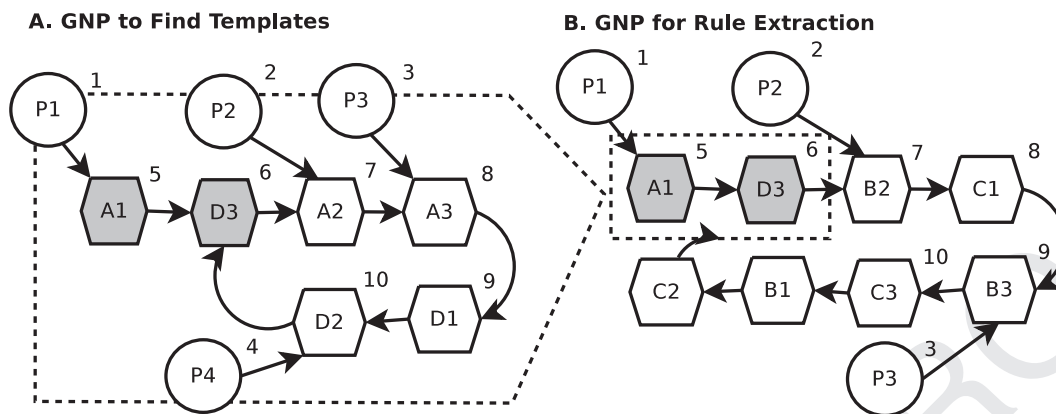 A. GNP to Find Templates
B. GNP for Rule Extraction
1
2
3
P1
P2
P3
5
6
7
8
A1
D3
A2
A3
10
9
D2
D1
4
P4
1
2
P1
P2
5
6
7
8
A1
D3
B2
C1
10
9
C2
B1
C3
B3
3
P3